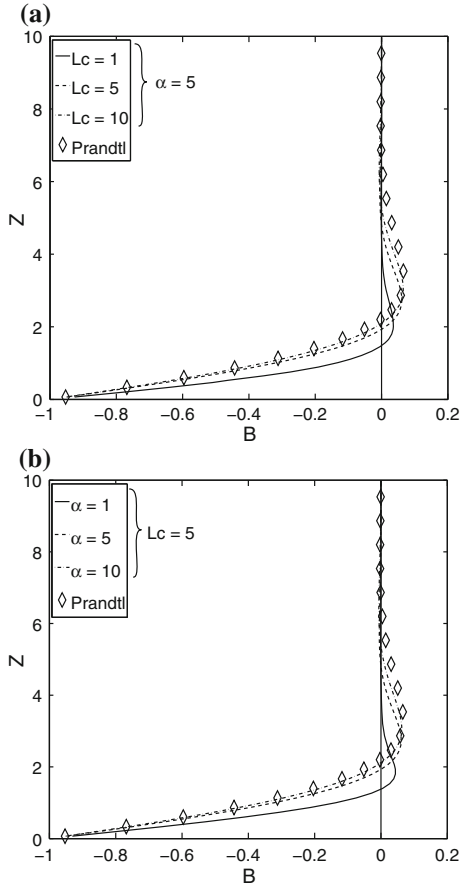 (a)
10
Lc = 1
Lc = 5
α = 5
Lc = 10
Prandtl
8
6
Z
4
2
0
−1
−0.8
−0.6
−0.4
−0.2
0
0.2
B
(b)
10
α = 1
α = 5
Lc = 5
α = 10
Prandtl
8
6
Z
4
2
0
−1
−0.8
−0.6
−0.4
−0.2
0
0.2
B